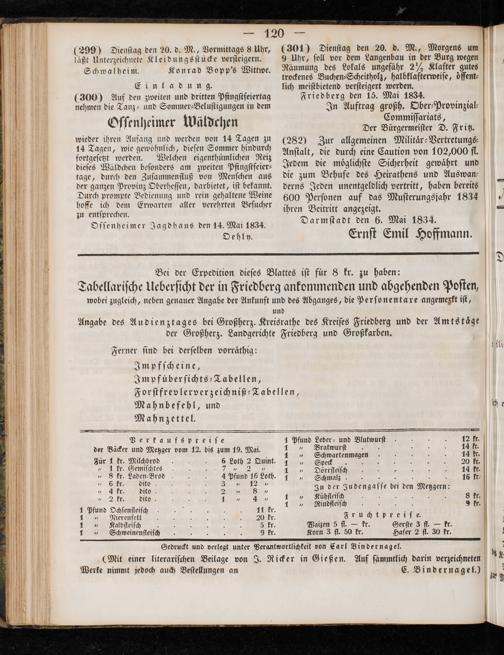 — 120 —
(299) Dienstag den 20. d. M., Vormittags 8 Uhr,
läßt Unterzeichnete Kleidungsstücke versteigern.
Schwalheim. Konrad Bopp's Wittwe.
Einladung.
(300) Auf den zweiten und dritten Pfingstfeiertag
nehmen die Tanz- und Sommer-Belustigungen in dem
Ossenheimer Wäldchen
wieder ihren Anfang und werden von 14 Tagen zu
14 Tagen, wie gewöhnlich, diesen Sommer hindurch
fortgesetzt werden. Welchen eigenthümlichen Reiz
dieses Wäldchen besonders am zweiten Pfingstfeier-
tage, durch den Zusammenfluß von Menschen aus
der ganzen Provinz Oberhessen, darbietet, ist bekannt.
Durch prompte Bedienung und rein gehaltene Weine
hoffe ich dem Erwarten aller verehrten Besucher
zu entsprechen.
Ossenheimer Jagdhaus den 14. Mai 1834.
Dehly.
(301) Dienstag den 20. d. M., Morgens um
9 Uhr, soll vor dem Langenbau in der Burg wegen
Räumung des Lokals ungefähr 2½ Klafter gutes
trockenes Buchen-Scheitholz, halbklafterweise, öffent-
lich meistbietend versteigert werden.
Friedberg den 15. Mai 1834.
In Auftrag großh. Ober-Provinzial-
Commissariats,
Der Bürgermeister D. Fritz.
(282) Zur allgemeinen Militär-Vertretungs-
Anstalt, die durch eine Caution von 102,000 fl.
Jedem die möglichste Sicherheit gewährt und
die zum Behufe des Heirathens und Auswan-
derns Jeden unentgeldlich vertritt, haben bereits
600 Personen auf das Musterungsjahr 1834
ihren Beitritt angezeigt.
Darmstadt den 6. Mai 1834.
Ernst Emil Hoffmann.
Bei der Expedition dieses Blattes ist für 8 kr. zu haben:
Tabellarische Uebersicht der in Friedberg ankommenden und abgehenden Posten,
wobei zugleich, neben genauer Angabe der Ankunft und des Abganges, die Personentare angemerkt ist,
und
Angabe des Audienztages bei Großherz. Kreisrathe des Kreises Friedberg und der Amtstäge
der Großherz. Landgerichte Friedberg und Großkarben.
Ferner sind bei derselben vorräthig:
Impfscheine,
Impfübersichts-Tabellen,
Forstfrevlerverzeichniß-Tabellen,
Mahnbefehl, und
Mahnzettel.
Verkaufspreise
der Bäcker und Metzger vom 12. bis zum 19. Mai.
Für 1 kr. Milchbrod . . . 6 Loth 2 Quint.
„ 1 kr. Gemischtes . . . 7 „ 2 „
„ 8 kr. Laden-Brod . . . 4 Pfund 16 Loth.
„ 6 kr. dito . . . 3 „ 12 „
„ 4 kr. dito . . . 2 „ 8 „
„ 2 kr. dito . . . 1 „ 4 „
1 Pfund Ochsenfleisch . . . 11 kr.
1 „ Nierenfett . . . 20 kr.
1 „ Kalbfleisch . . . 5 kr.
1 „ Schweinenfleisch . . . 9 kr.
1 Pfund Leber- und Blutwurst . . . 12 kr.
1 „ Bratwurst . . . 14 kr.
1 „ Schwartenmagen . . . 14 kr.
1 „ Speck . . . 20 kr.
1 „ Dörrfleisch . . . 14 kr.
1 „ Schmalz . . . 16 kr.
In der Judengasse bei den Metzgern:
1 „ Kühfleisch . . . 8 kr.
1 „ Rindfleisch . . . 9 kr.
Fruchtpreise.
Waizen 5 fl. — kr. Gerste 3 fl. — kr.
Korn 3 fl. 50 kr. Hafer 2 fl. 30 kr.
Gedruckt und verlegt unter Verantwortlichkeit von Carl Bindernagel.
(Mit einer literarischen Beilage von J. Ricker in Gießen. Auf sämmtlich darin verzeichneten
Werke nimmt jedoch auch Bestellungen an C. Bindernagel.)